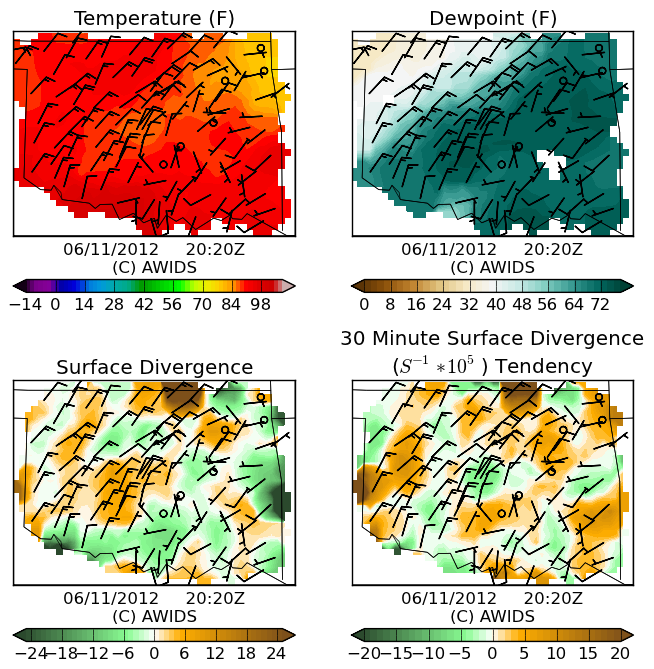 Temperature (F)
Dewpoint (F)
06/11/2012 20:20Z
(C) AWIDS
−14 0 14 28 42 56 70 84 98
06/11/2012 20:20Z
(C) AWIDS
0 8 16 24 32 40 48 56 64 72
Surface Divergence
30 Minute Surface Divergence
(S⁻¹ *10⁵ ) Tendency
06/11/2012 20:20Z
(C) AWIDS
−24 −18 −12 −6 0 6 12 18 24
06/11/2012 20:20Z
(C) AWIDS
−20 −15 −10 −5 0 5 10 15 20